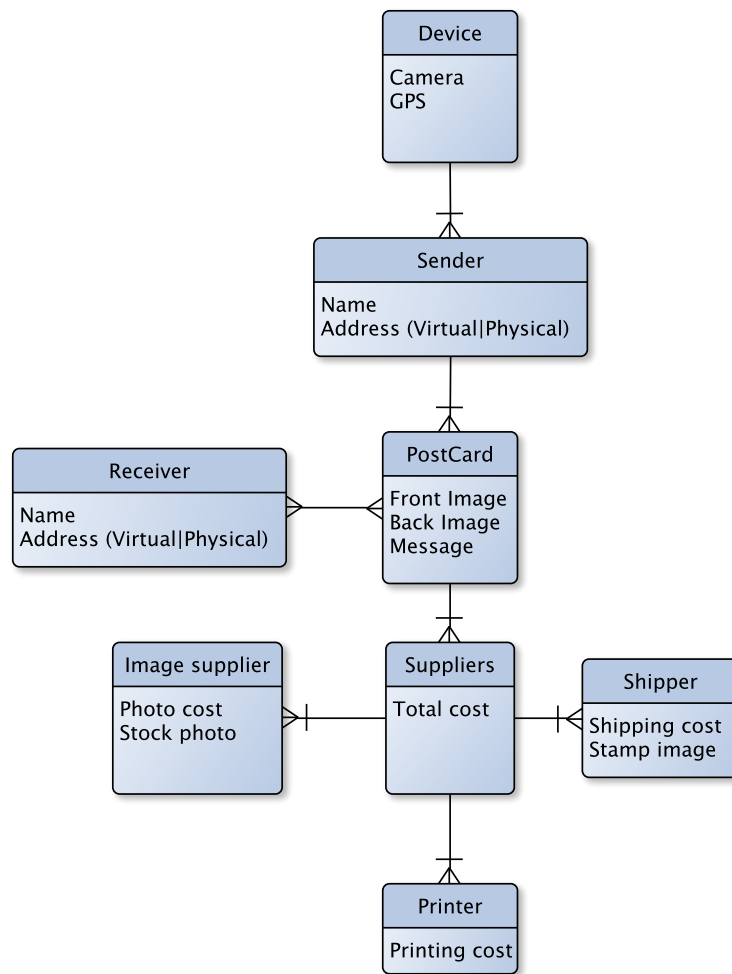 Device
Camera
GPS
Sender
Name
Address (Virtual|Physical)
Receiver
Name
Address (Virtual|Physical)
PostCard
Front Image
Back Image
Message
Image supplier
Photo cost
Stock photo
Suppliers
Total cost
Shipper
Shipping cost
Stamp image
Printer
Printing cost